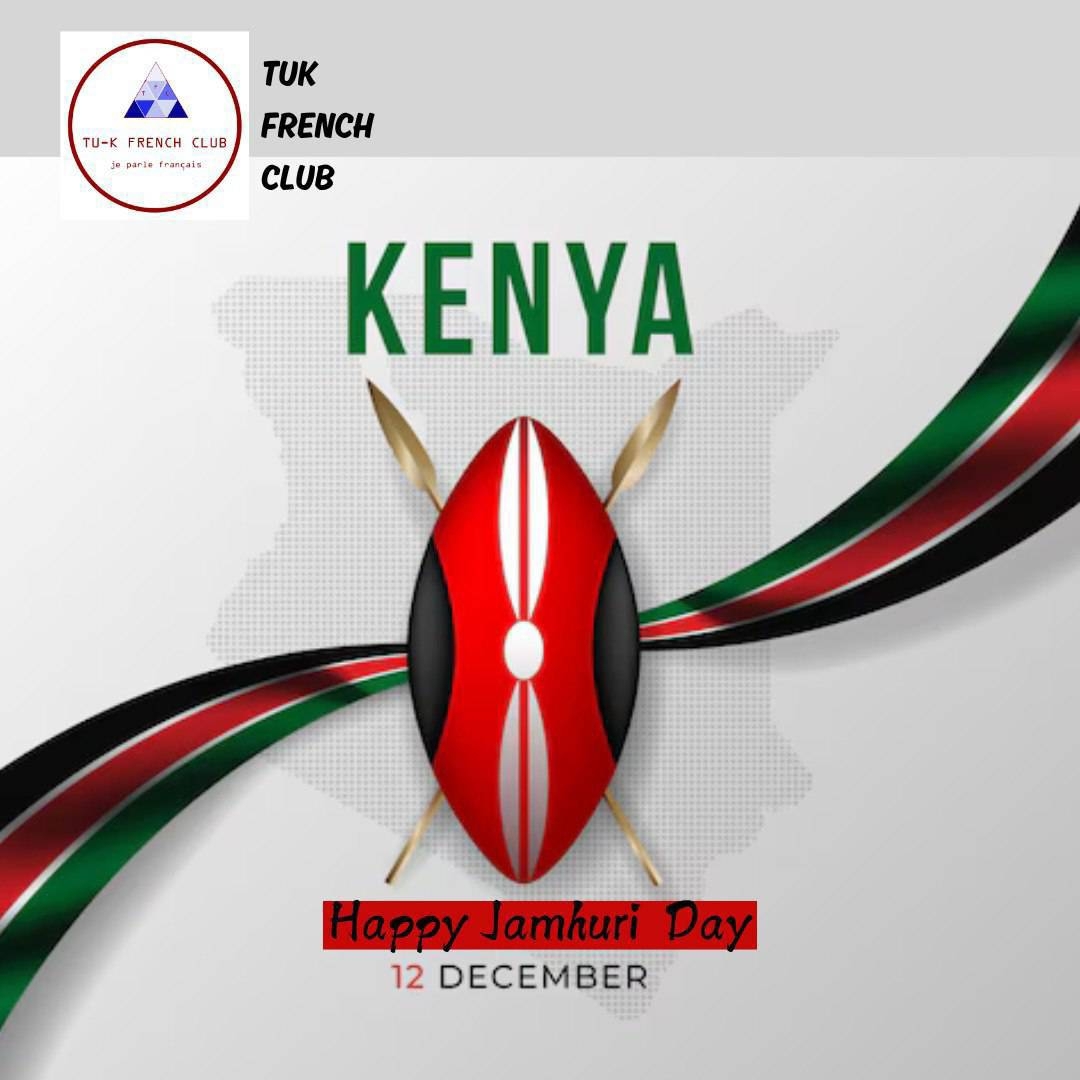 TU-K FRENCH CLUB
je parle français
TUK
FRENCH
CLUB
KENYA
Happy Jamhuri Day
12 DECEMBER